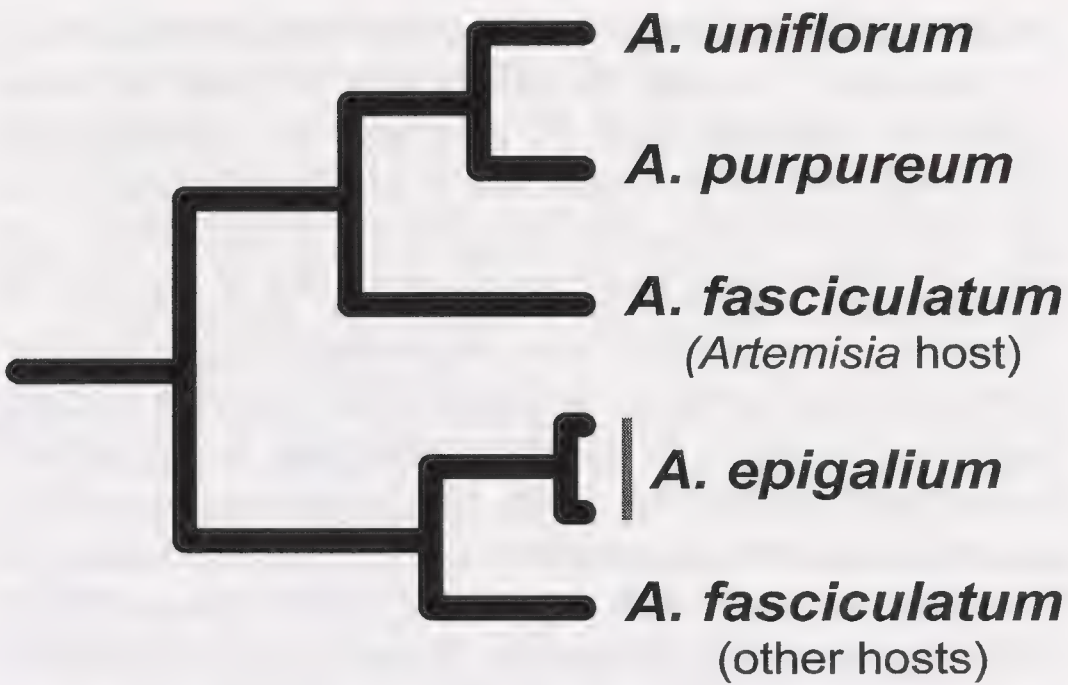 A. uniflorum
A. purpureum
A. fasciculatum
(Artemisia host)
A. epigalium
A. fasciculatum
(other hosts)